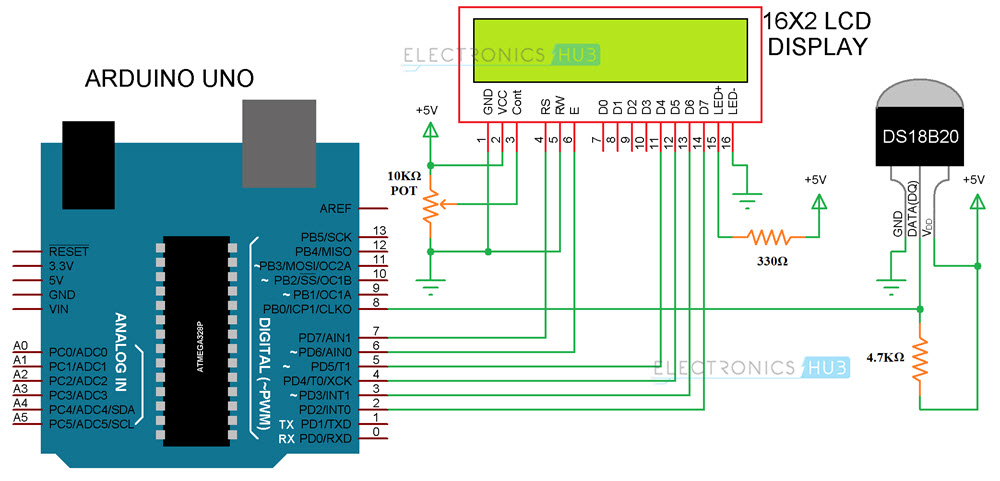 16X2 LCD
DISPLAY
ELECTRONICS HUB
ARDUINO UNO
GND
VCC
Cont
RS
RW
E
D0
D1
D2
D3
D4
D5
D6
D7
LED+
LED-
1
2
3
4
5
6
7
8
9
10
11
12
13
14
15
16
+5V
10KΩ
POT
DS18B20
GND
DATA(DQ)
VDD
+5V
+5V
330Ω
4.7KΩ
AREF
PB5/SCK 13
PB4/MISO 12
~PB3/MOSI/OC2A 11
~ PB2/SS/OC1B 10
~ PB1/OC1A 9
PB0/ICP1/CLKO 8
PD7/AIN1 7
~ PD6/AIN0 6
~ PD5/T1 5
PD4/T0/XCK 4
~ PD3/INT1 3
PD2/INT0 2
TX PD1/TXD 1
RX PD0/RXD 0
RESET
3.3V
5V
GND
VIN
A0 PC0/ADC0
A1 PC1/ADC1
A2 PC2/ADC2
A3 PC3/ADC3
A4 PC4/ADC4/SDA
A5 PC5/ADC5/SCL
ANALOG IN
ATMEGA328P
DIGITAL (~PWM)
ELECTRONICS HUB